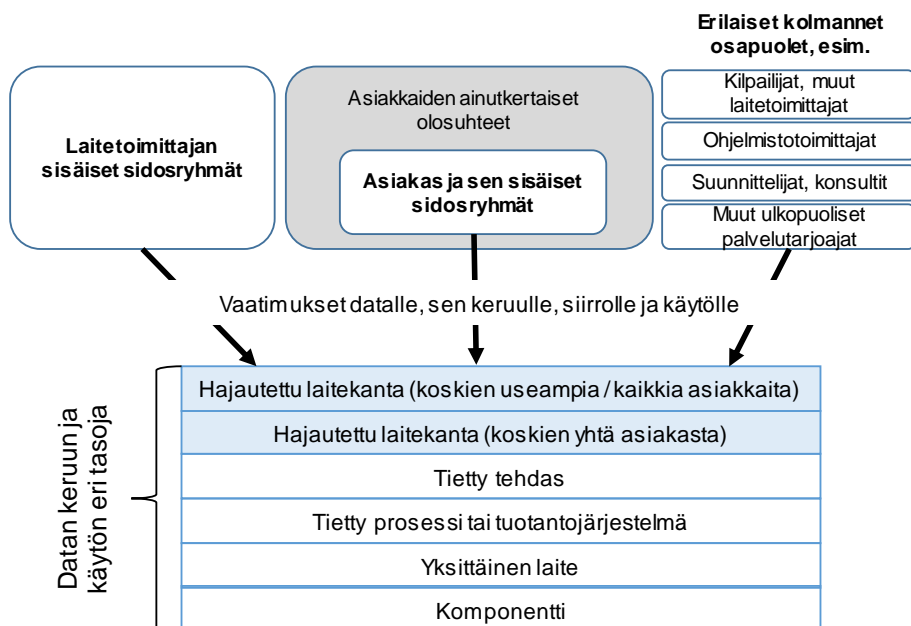 Erilaiset kolmannet
osapuolet, esim.
Laitetoimittajan
sisäiset sidosryhmät
Asiakkaiden ainutkertaiset
olosuhteet
Asiakas ja sen sisäiset
sidosryhmät
Kilpailijat, muut
laitetoimittajat
Ohjelmistotoimittajat
Suunnittelijat, konsultit
Muut ulkopuoliset
palvelutarjoajat
Vaatimukset datalle, sen keruulle, siirrolle ja käytölle
Datan keruun ja
käytön eri tasoja
Hajautettu laitekanta (koskien useampia / kaikkia asiakkaita)
Hajautettu laitekanta (koskien yhtä asiakasta)
Tietty tehdas
Tietty prosessi tai tuotantojärjestelmä
Yksittäinen laite
Komponentti